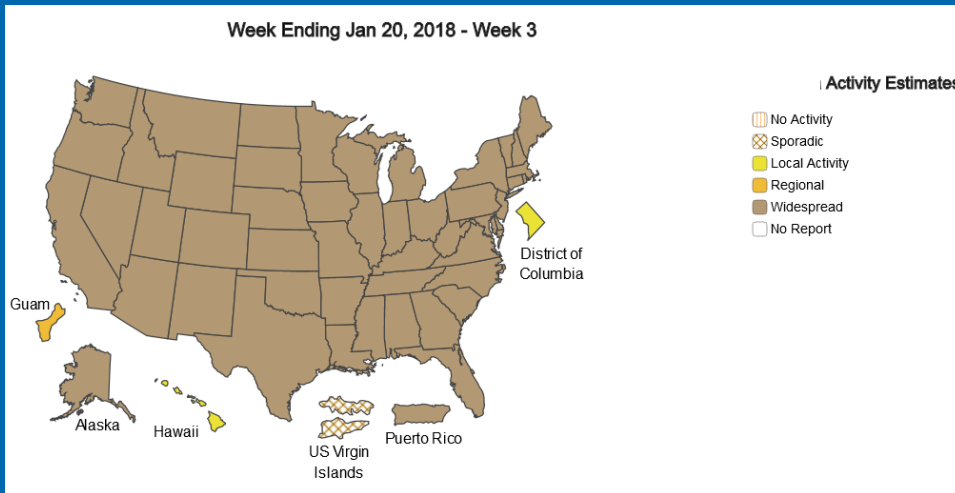 Week Ending Jan 20, 2018 - Week 3
Activity Estimates
No Activity
Sporadic
Local Activity
Regional
Widespread
No Report
District of
Columbia
Guam
Alaska
Hawaii
US Virgin
Islands
Puerto Rico